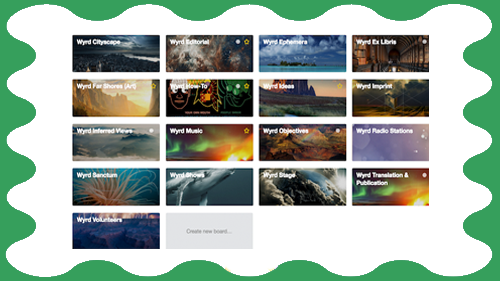 Wyrd Cityscape
Wyrd Editorial
Wyrd Ephemera
Wyrd Ex Libris
Wyrd Far Shores [Art]
Wyrd How-To
Wyrd Ideas
Wyrd Imprint
Wyrd Inferred Views
Wyrd Music
Wyrd Objectives
Wyrd Radio Stations
Wyrd Sanctum
Wyrd Shows
Wyrd Stage
Wyrd Translation &
Publication
Wyrd Volunteers
Create new board...